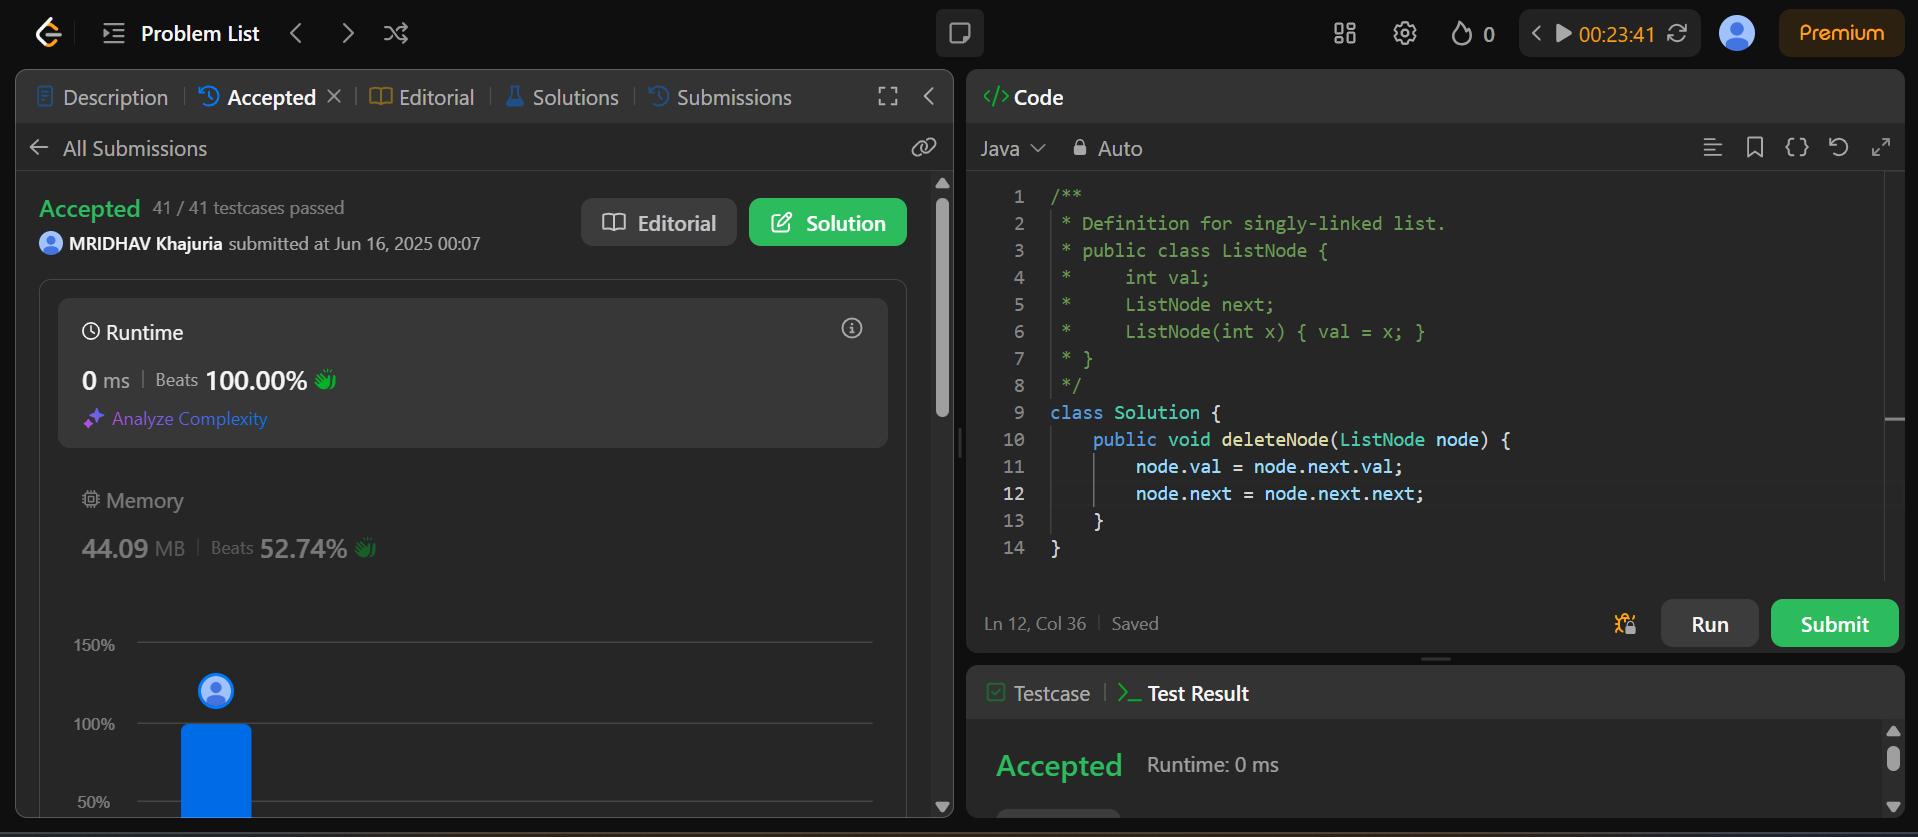 Problem List
0
00:23:41
Premium
Description
Accepted
Editorial
Solutions
Submissions
All Submissions
Accepted 41 / 41 testcases passed
MRIDHAV Khajuria submitted at Jun 16, 2025 00:07
Editorial
Solution
Runtime
0 ms | Beats 100.00%
Analyze Complexity
Memory
44.09 MB | Beats 52.74%
150%
100%
50%
</> Code
Java
Auto
1 /**
2  * Definition for singly-linked list.
3  * public class ListNode {
4  *     int val;
5  *     ListNode next;
6  *     ListNode(int x) { val = x; }
7  * }
8  */
9 class Solution {
10     public void deleteNode(ListNode node) {
11         node.val = node.next.val;
12         node.next = node.next.next;
13     }
14 }
Ln 12, Col 36 | Saved
Run
Submit
Testcase
Test Result
Accepted
Runtime: 0 ms